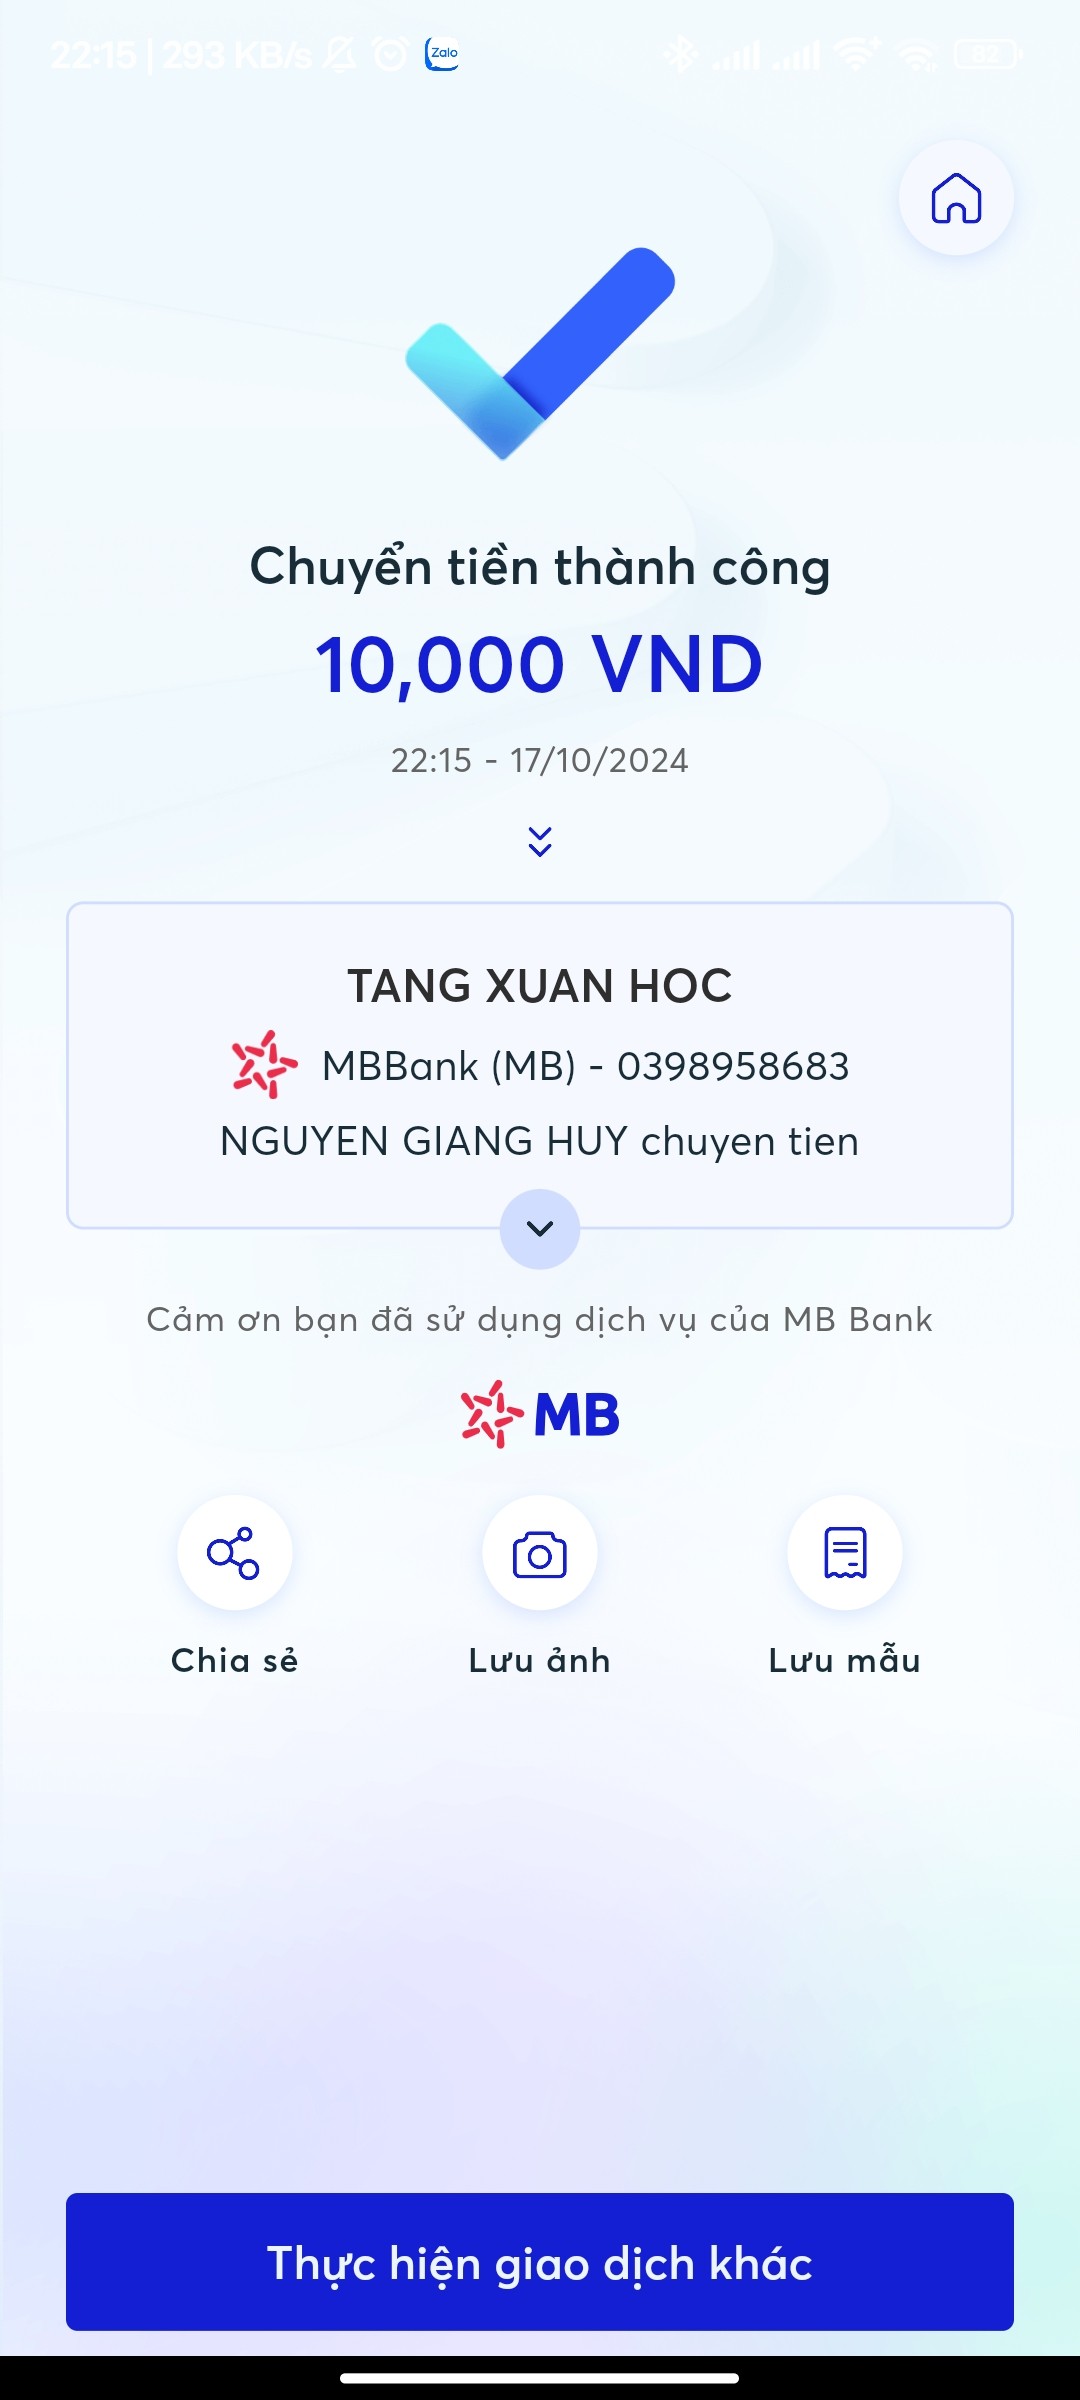 22:15 | 293 KB/s Zalo 82
Chuyển tiền thành công
10,000 VND
22:15 - 17/10/2024
TANG XUAN HOC
MBBank (MB) - 0398958683
NGUYEN GIANG HUY chuyen tien
Cảm ơn bạn đã sử dụng dịch vụ của MB Bank
MB
Chia sẻ Lưu ảnh Lưu mẫu
Thực hiện giao dịch khác